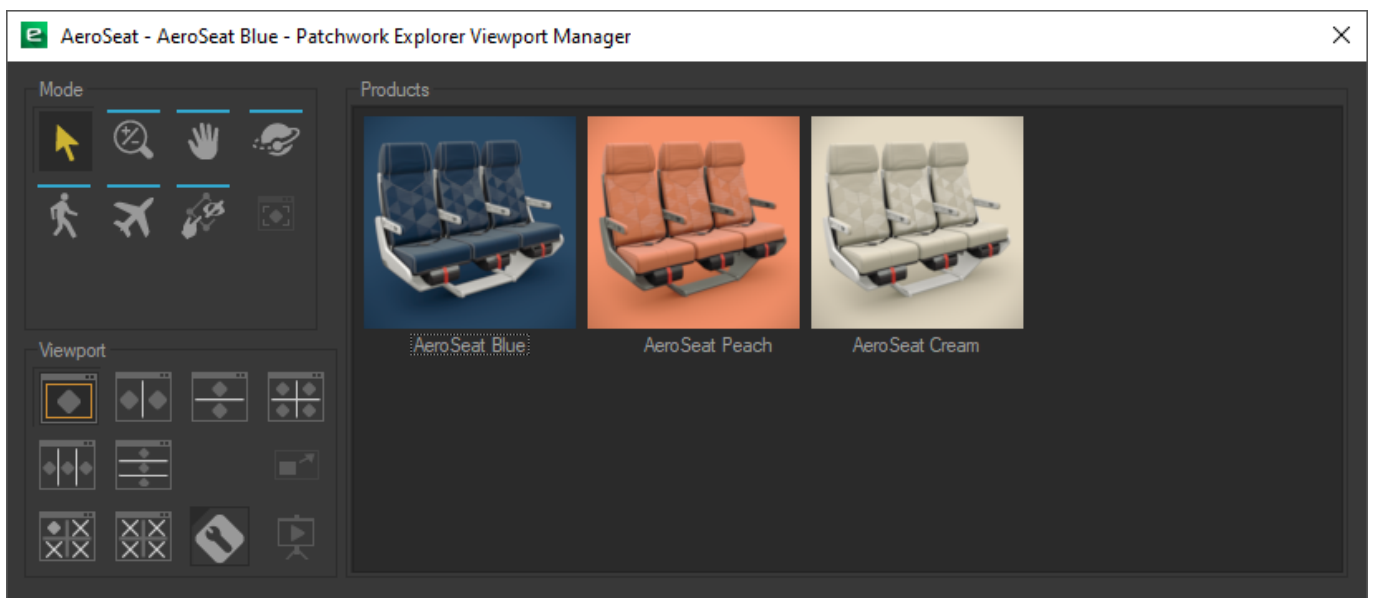 AeroSeat - AeroSeat Blue - Patchwork Explorer Viewport Manager
Mode
Products
AeroSeat Blue
AeroSeat Peach
AeroSeat Cream
Viewport